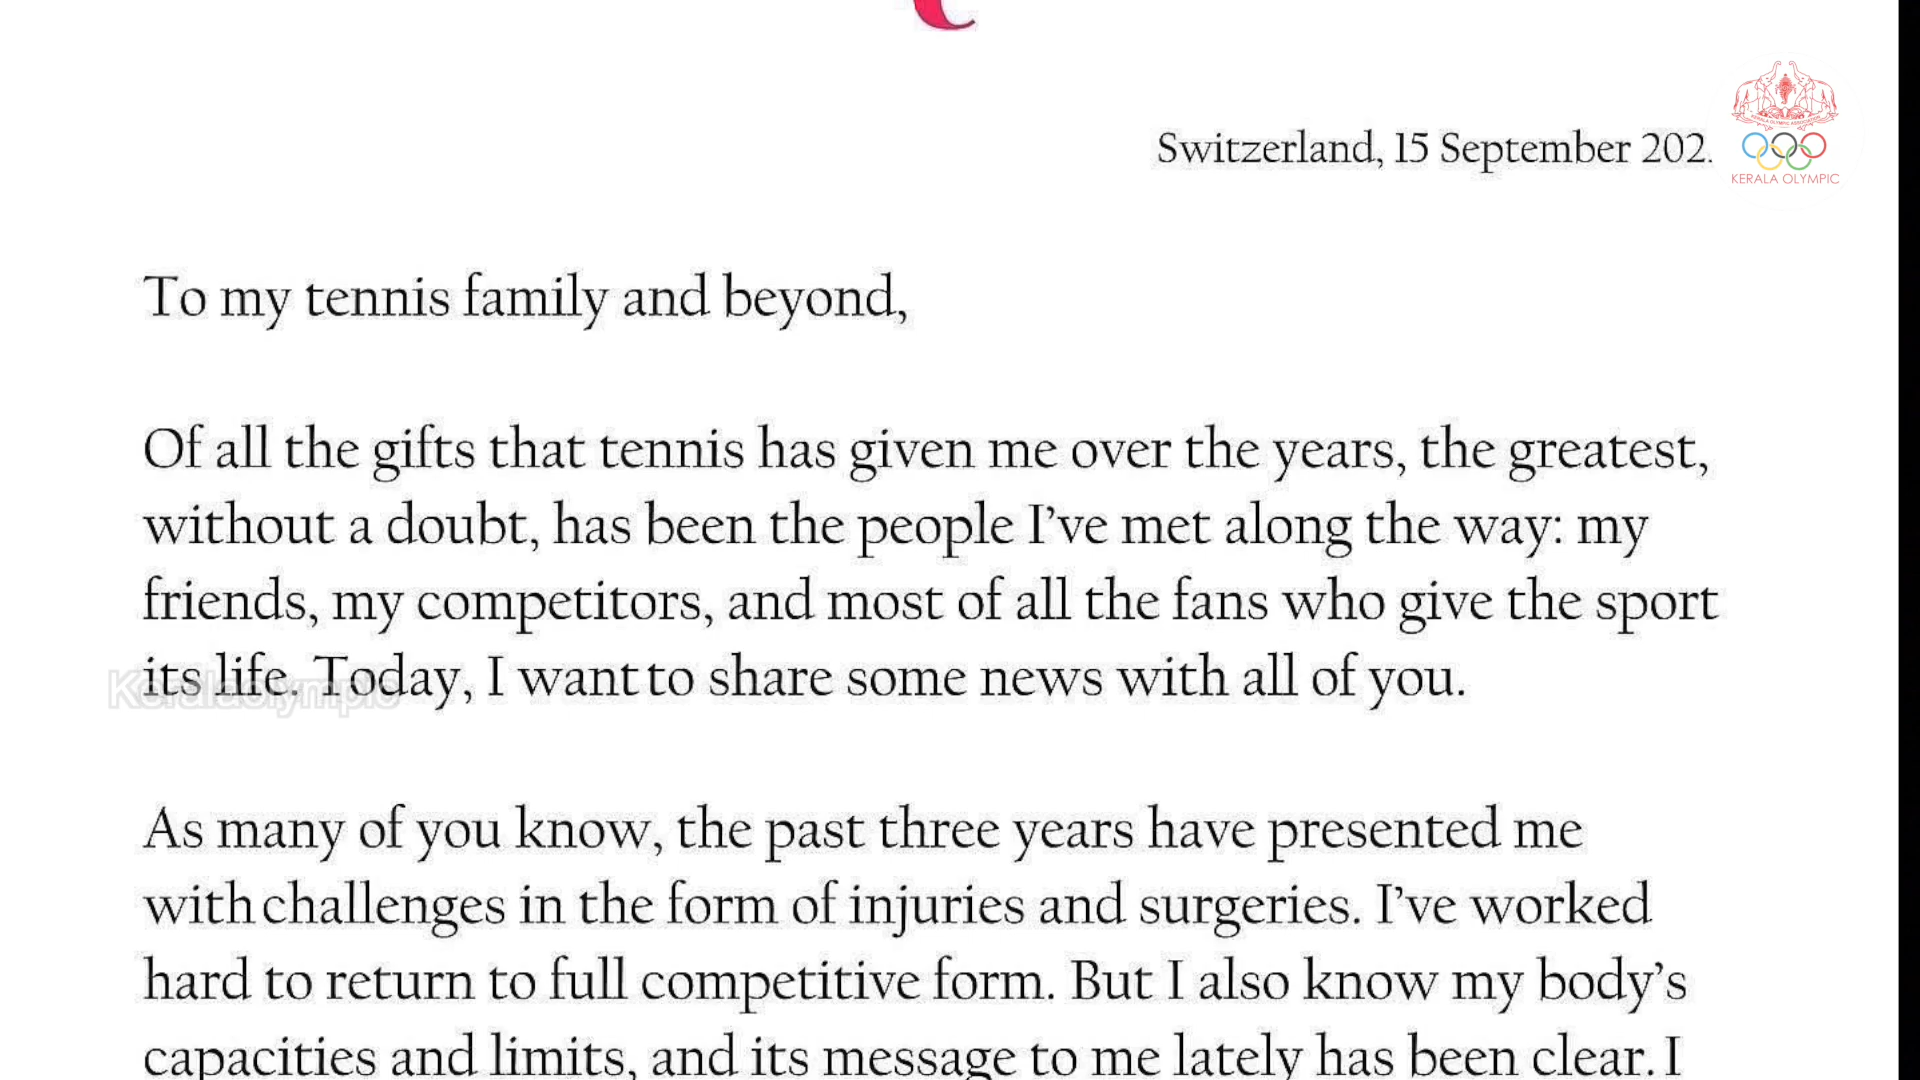 Switzerland, 15 September 202
KERALA OLYMPIC
To my tennis family and beyond,
Of all the gifts that tennis has given me over the years, the greatest,
without a doubt, has been the people I’ve met along the way: my
friends, my competitors, and most of all the fans who give the sport
its life. Today, I want to share some news with all of you.
Keralaolympic
As many of you know, the past three years have presented me
with challenges in the form of injuries and surgeries. I’ve worked
hard to return to full competitive form. But I also know my body’s
capacities and limits, and its message to me lately has been clear. I